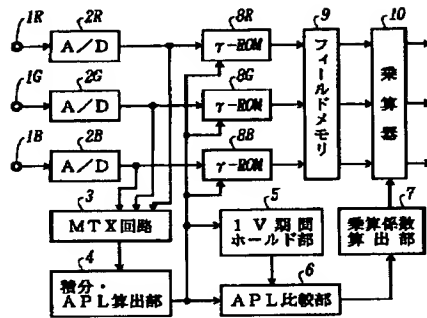 1R 2R 8R 9 10
A/D γ-ROM
1G 2G 8G
A/D γ-ROM
フィールドメモリ
乗算器
1B 2B 8B
A/D γ-ROM
3 5 7
MTX回路
1V期間
ホールド部
乗算係数
算出部
4 6
積分・
APL算出部
APL比較部